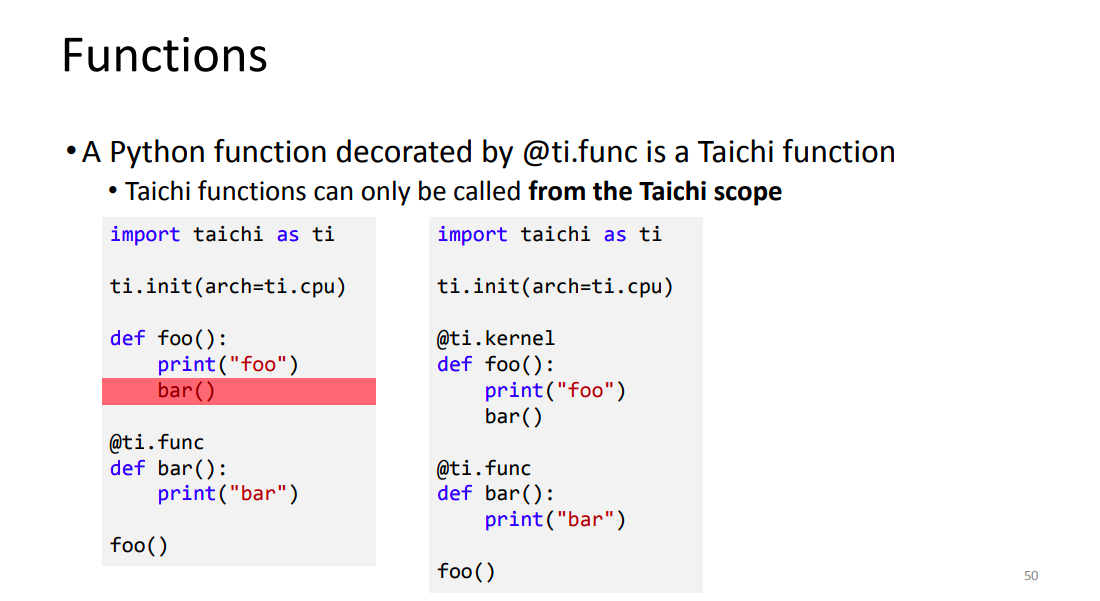 Functions
• A Python function decorated by @ti.func is a Taichi function
• Taichi functions can only be called from the Taichi scope
import taichi as ti
ti.init(arch=ti.cpu)
def foo():
    print("foo")
    bar()
@ti.func
def bar():
    print("bar")
foo()
import taichi as ti
ti.init(arch=ti.cpu)
@ti.kernel
def foo():
    print("foo")
    bar()
@ti.func
def bar():
    print("bar")
foo()
50